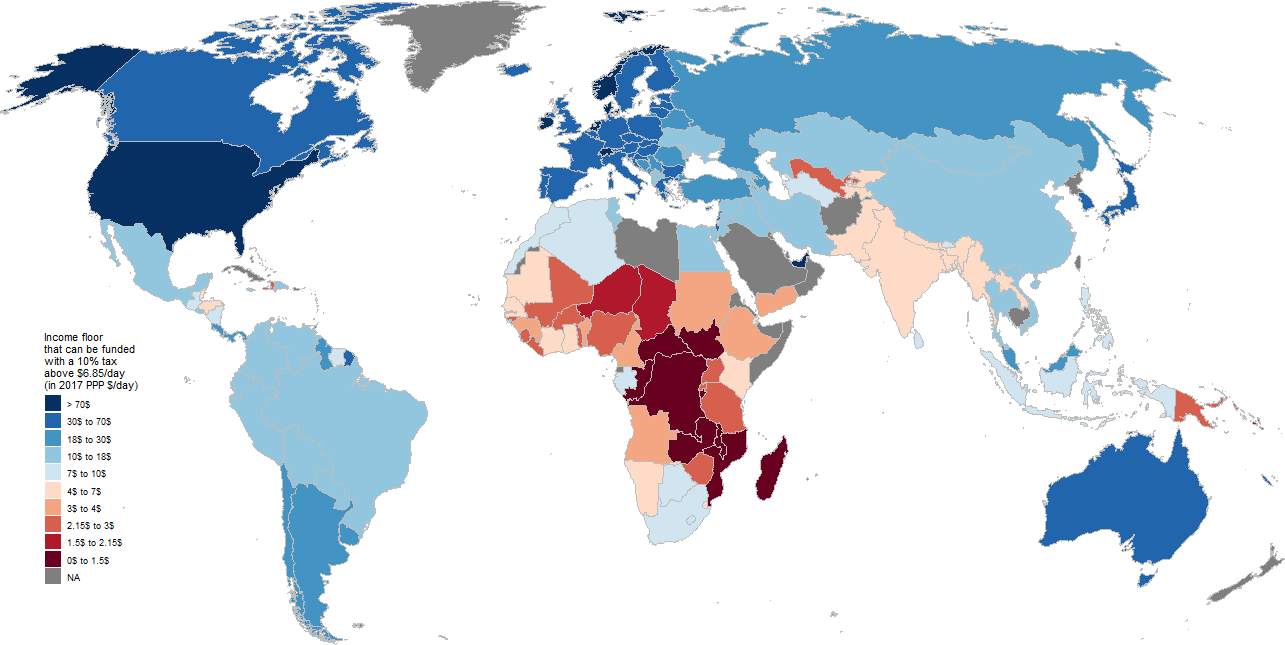 Income floor
that can be funded
with a 10% tax
above $6.85/day
(in 2017 PPP $/day)
> 70$
30$ to 70$
18$ to 30$
10$ to 18$
7$ to 10$
4$ to 7$
3$ to 4$
2.15$ to 3$
1.5$ to 2.15$
0$ to 1.5$
NA